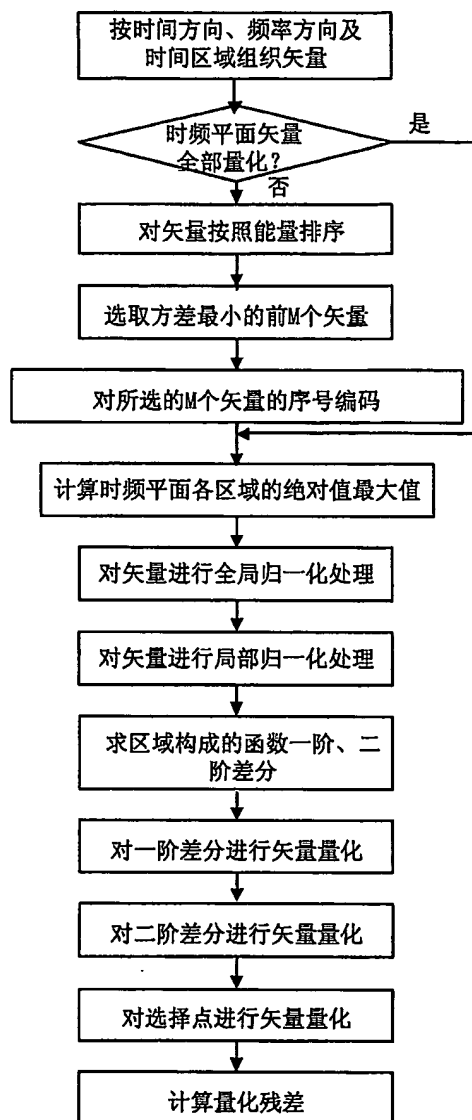 按时间方向、频率方向及
时间区域组织矢量
时频平面矢量
全部量化？
是
否
对矢量按照能量排序
选取方差最小的前M个矢量
对所选的M个矢量的序号编码
计算时频平面各区域的绝对值最大值
对矢量进行全局归一化处理
对矢量进行局部归一化处理
求区域构成的函数一阶、二
阶差分
对一阶差分进行矢量量化
对二阶差分进行矢量量化
对选择点进行矢量量化
计算量化残差